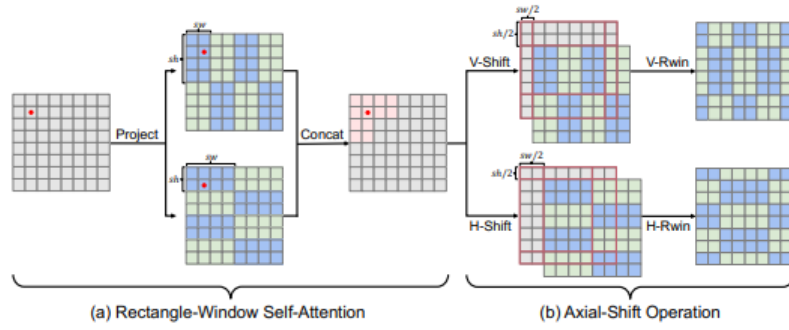 sw
sh
sw/2
sh/2
V-Shift
V-Rwin
Project
Concat
sw
sh
sw/2
sh/2
H-Shift
H-Rwin
(a) Rectangle-Window Self-Attention
(b) Axial-Shift Operation